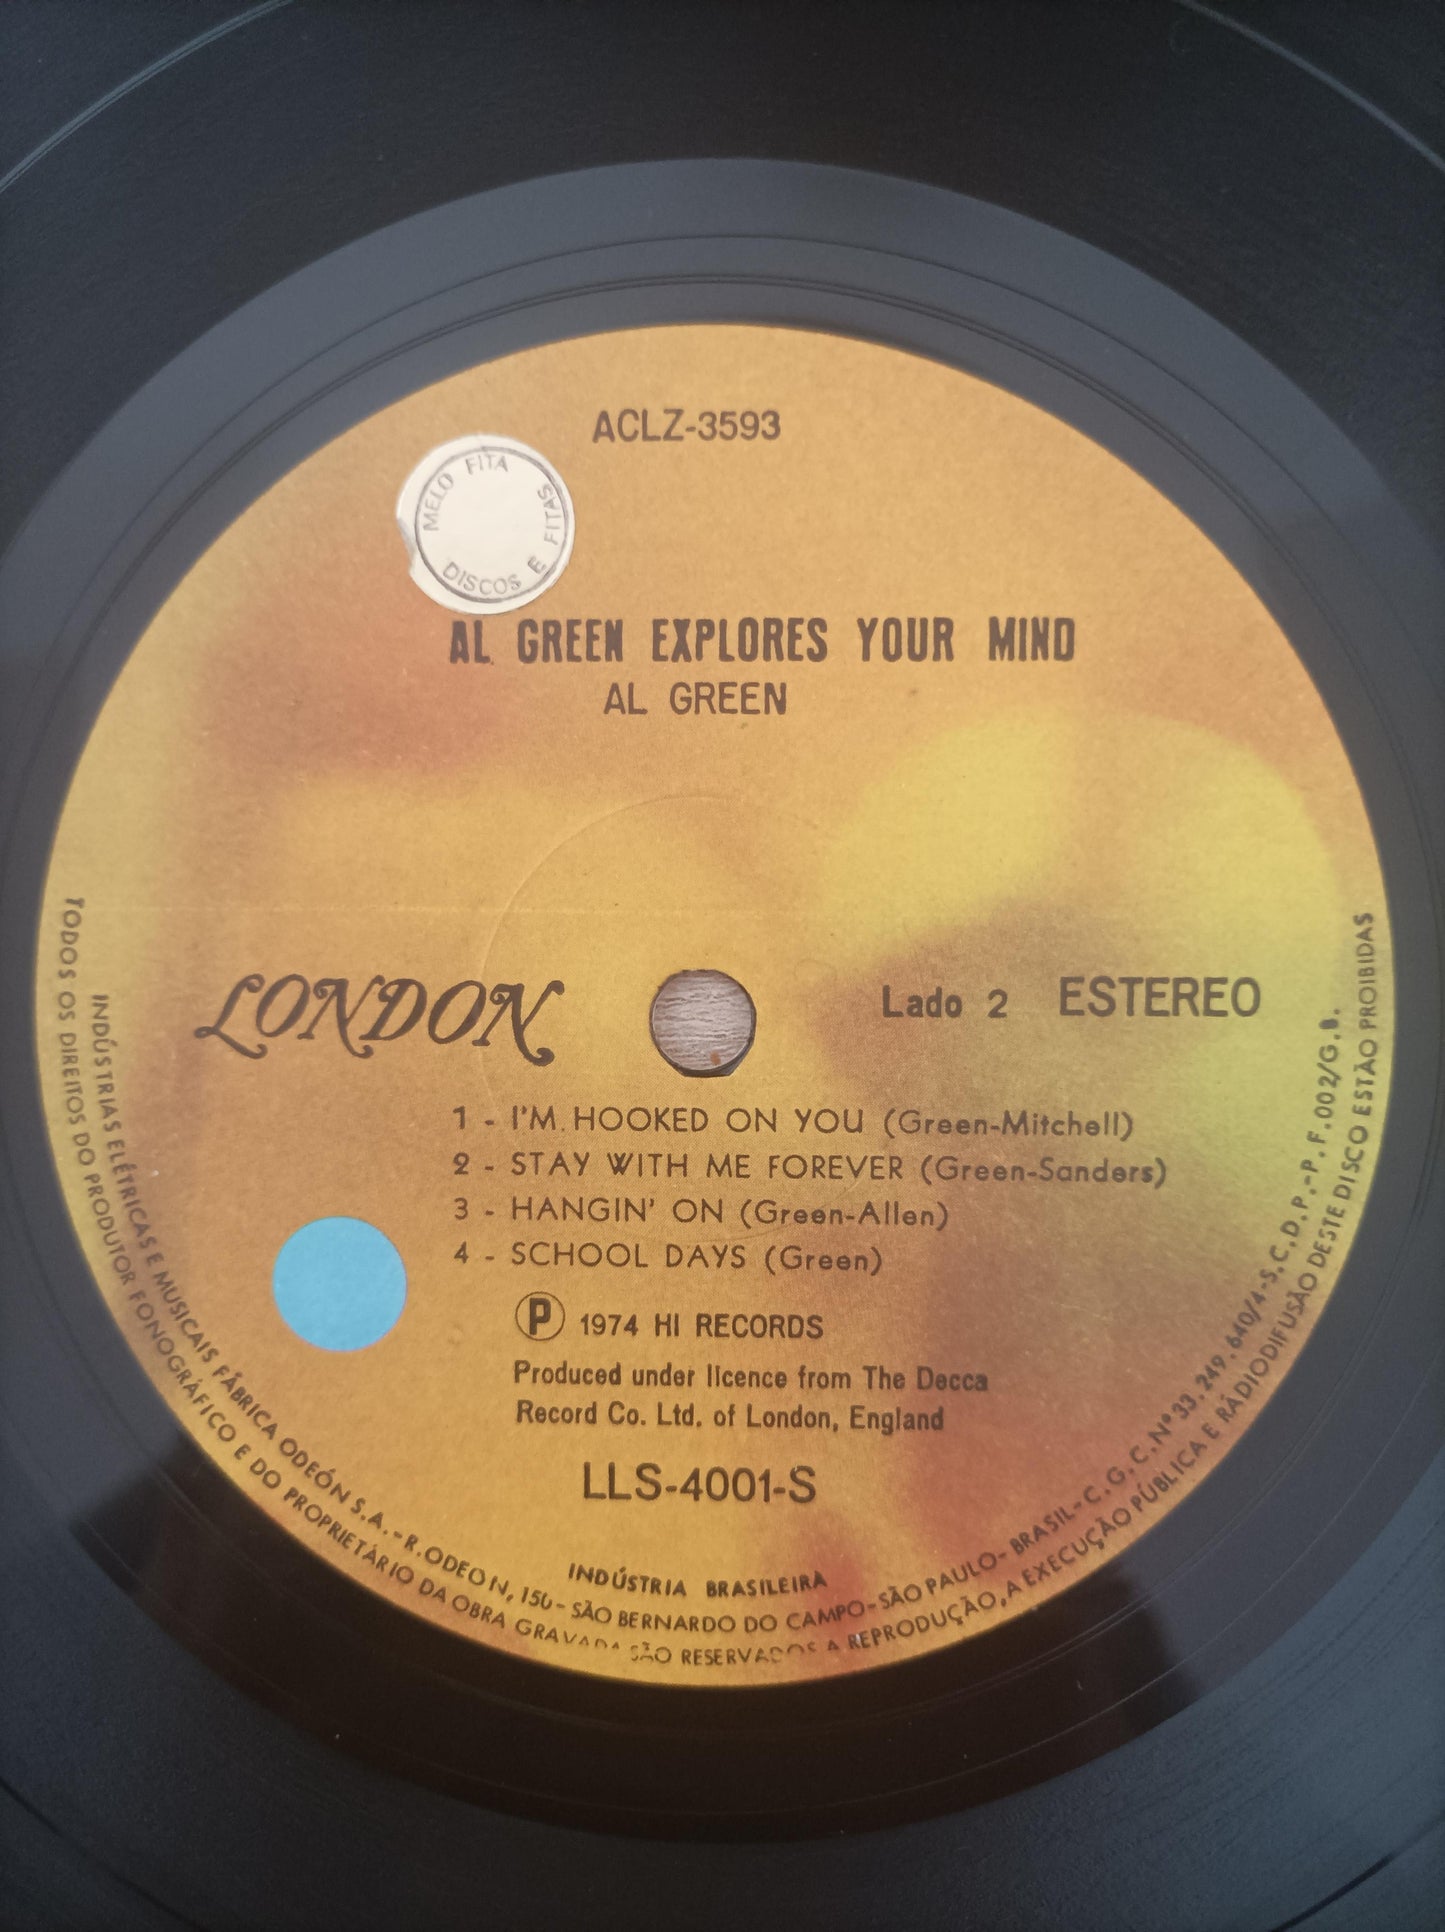 ACLZ-3593
MELO FITA
DISCOS E FITAS
AL GREEN EXPLORES YOUR MIND
AL GREEN
LONDON
Lado 2 ESTEREO
1 - I'M HOOKED ON YOU (Green-Mitchell)
2 - STAY WITH ME FOREVER (Green-Sanders)
3 - HANGIN' ON (Green-Allen)
4 - SCHOOL DAYS (Green)
Ⓟ 1974 HI RECORDS
Produced under licence from The Decca
Record Co. Ltd. of London, England
LLS-4001-S
INDÚSTRIA BRASILEIRA
INDÚSTRIAS ELÉTRICAS E MUSICAIS FÁBRICA ODEÓN S.A. - R. ODEON, 150 - SÃO BERNARDO DO CAMPO - SÃO PAULO - BRASIL - C.G.C. Nº 33.249.640/4 - S.C.D.P. - P.F. 002/G.B.
TODOS OS DIREITOS DO PRODUTOR FONOGRÁFICO E DO PROPRIETÁRIO DA OBRA GRAVADA SÃO RESERVADOS A REPRODUÇÃO, A EXECUÇÃO PÚBLICA E RÁDIODIFUSÃO DESTE DISCO ESTÃO PROIBIDAS